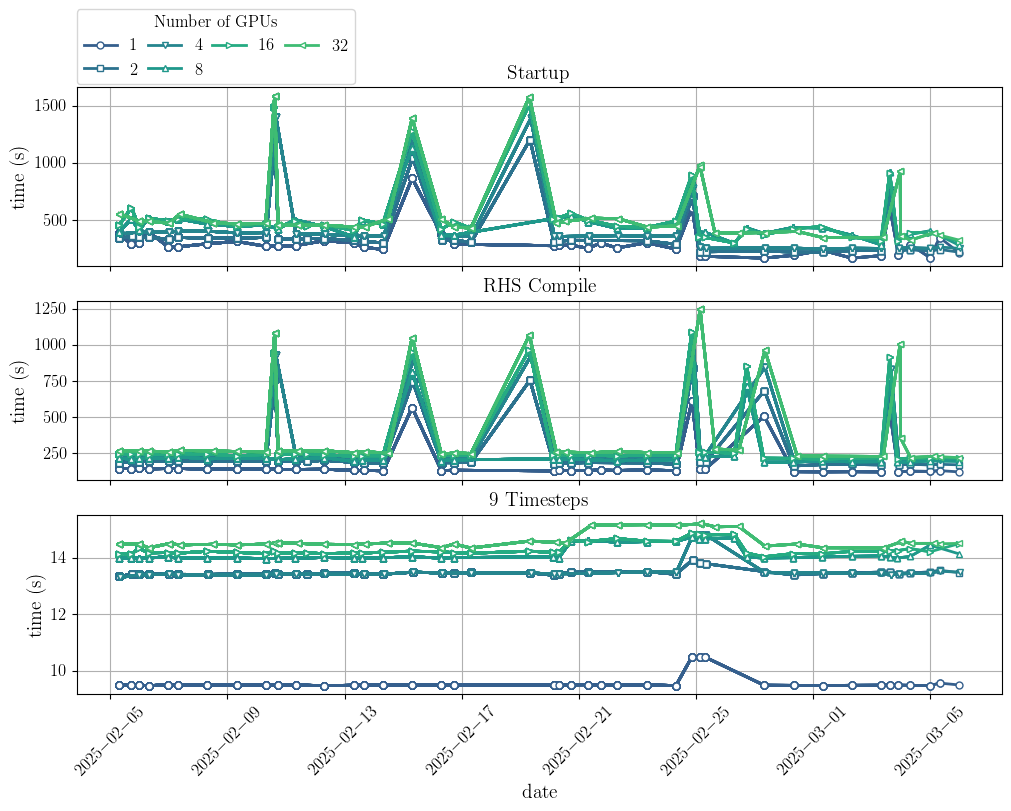 Number of GPUs
1 4 16 32
2 8
Startup
time (s)
1500
1000
500
RHS Compile
time (s)
1250
1000
750
500
250
9 Timesteps
time (s)
14
12
10
2025−02−05 2025−02−09 2025−02−13 2025−02−17 2025−02−21 2025−02−25 2025−03−01 2025−03−05
date